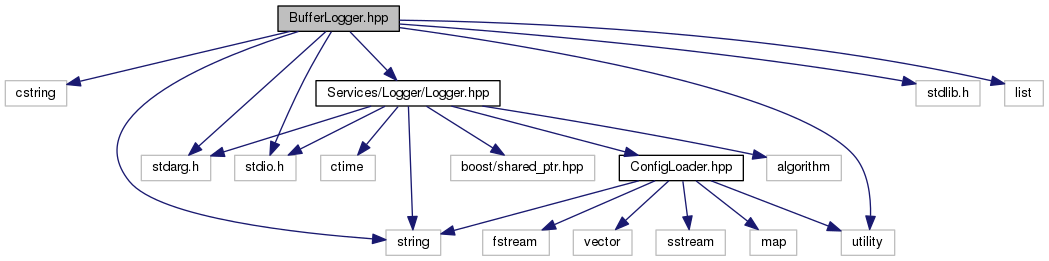 BufferLogger.hpp
cstring
Services/Logger/Logger.hpp
stdlib.h
list
stdarg.h
stdio.h
ctime
boost/shared_ptr.hpp
ConfigLoader.hpp
algorithm
string
fstream
vector
sstream
map
utility